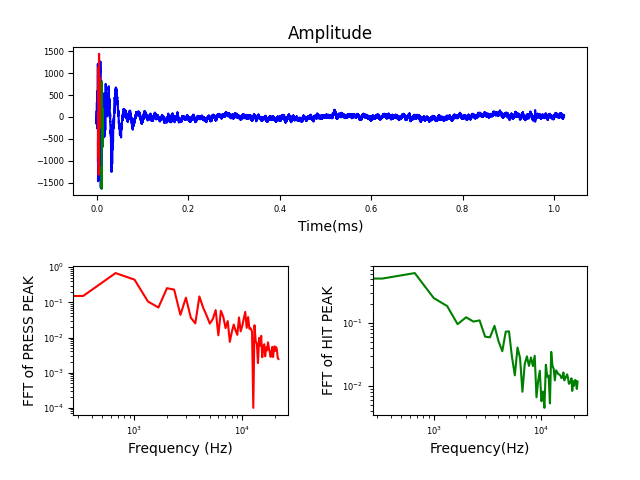 Amplitude
1500
1000
500
0
−500
−1000
−1500
0.0 0.2 0.4 0.6 0.8 1.0
Time(ms)
FFT of PRESS PEAK
10⁰
10⁻¹
10⁻²
10⁻³
10⁻⁴
10³ 10⁴
Frequency (Hz)
FFT of HIT PEAK
10⁻¹
10⁻²
10³ 10⁴
Frequency(Hz)